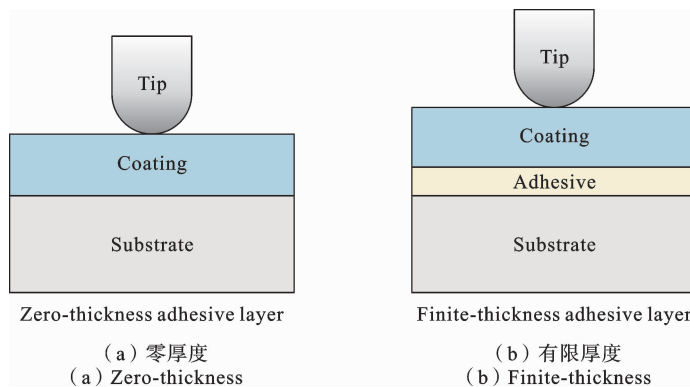 Tip
Coating
Substrate
Zero-thickness adhesive layer
（a）零厚度
（a）Zero-thickness
Tip
Coating
Adhesive
Substrate
Finite-thickness adhesive layer
（b）有限厚度
（b）Finite-thickness